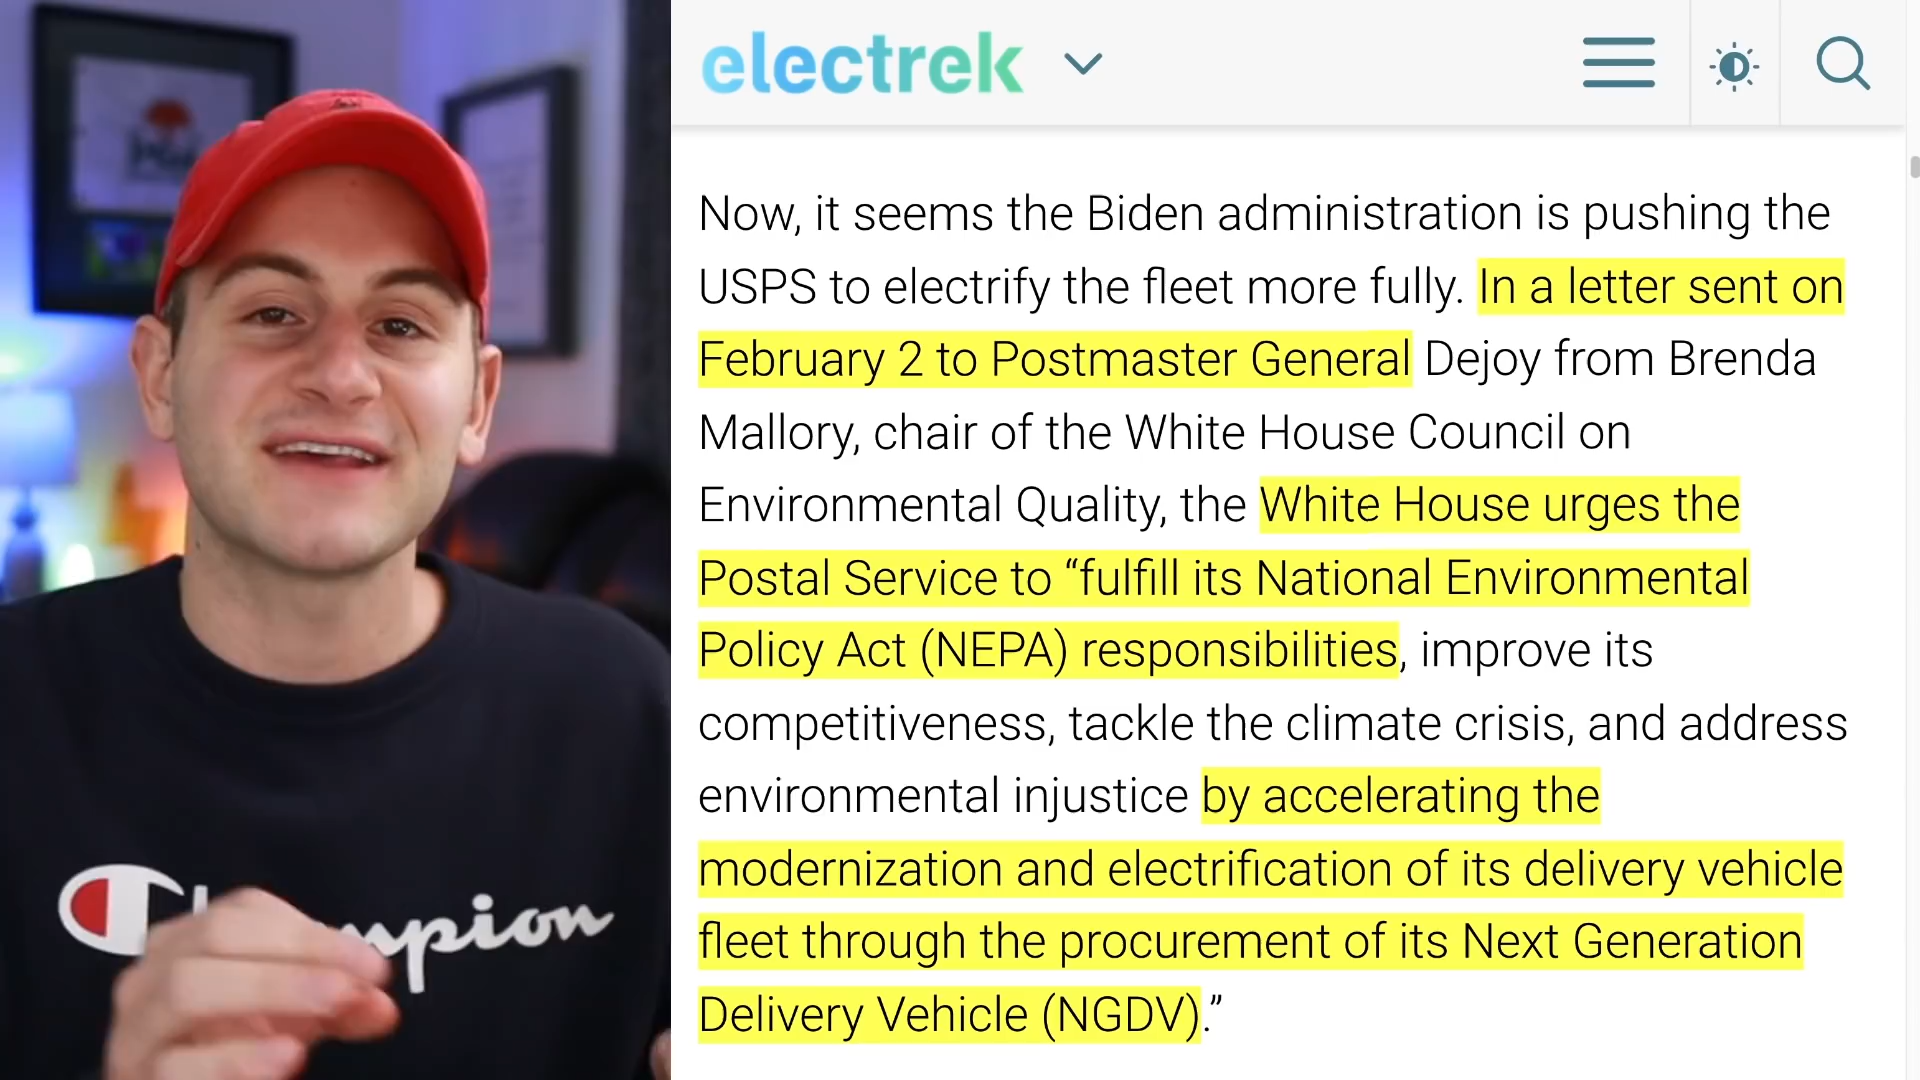 electrek
Now, it seems the Biden administration is pushing the
USPS to electrify the fleet more fully. In a letter sent on
February 2 to Postmaster General Dejoy from Brenda
Mallory, chair of the White House Council on
Environmental Quality, the White House urges the
Postal Service to “fulfill its National Environmental
Policy Act (NEPA) responsibilities, improve its
competitiveness, tackle the climate crisis, and address
environmental injustice by accelerating the
modernization and electrification of its delivery vehicle
fleet through the procurement of its Next Generation
Delivery Vehicle (NGDV).”